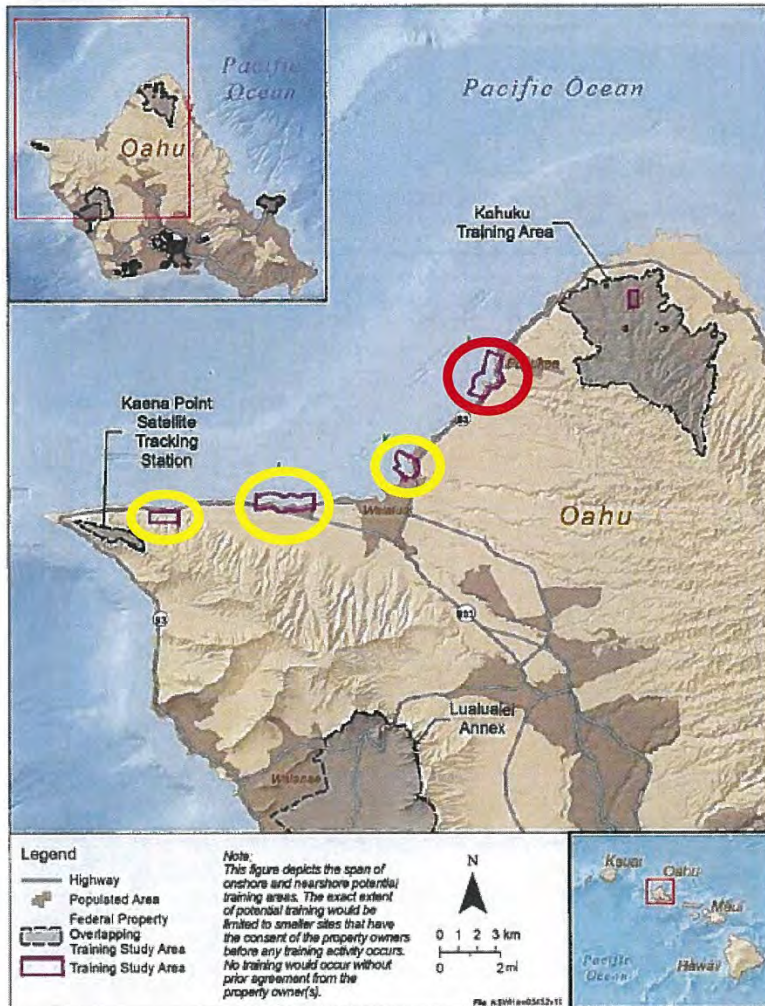 Pacific
Ocean
Oahu
Pacific Ocean
Kahuku
Training Area
Kaena Point
Satellite
Tracking
Station
83
Oahu
Lualualei
Annex
Waianae
Legend
Highway
Populated Area
Federal Property
Overlapping
Training Study Area
Training Study Area
Note:
This figure depicts the span of
onshore and nearshore potential
training areas. The exact extent
of potential training would be
limited to smaller sites that have
the consent of the property owners
before any training activity occurs.
No training would occur without
prior agreement from the
property owner(s).
N
0 1 2 3 km
0 2 mi
Kauai
Oahu
Maui
Pacific
Ocean
Hawaii